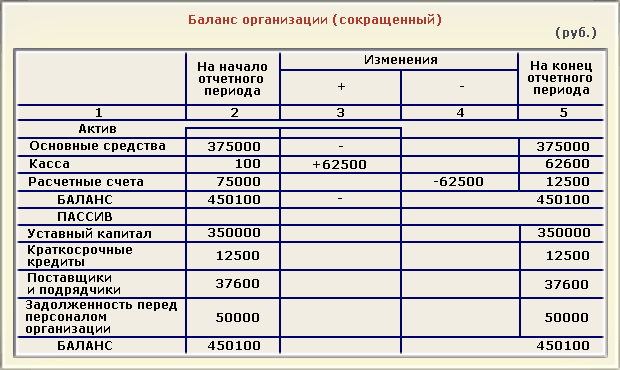 Баланс организации (сокращенный)
(руб.)
На начало отчетного периода Изменения На конец отчетного периода
+ -
1 2 3 4 5
Актив
Основные средства 375000 - 375000
Касса 100 +62500 62600
Расчетные счета 75000 -62500 12500
БАЛАНС 450100 - 450100
ПАССИВ
Уставный капитал 350000 350000
Краткосрочные
кредиты 12500 12500
Поставщики
и подрядчики 37600 37600
Задолженность перед
персоналом
организации 50000 50000
БАЛАНС 450100 450100